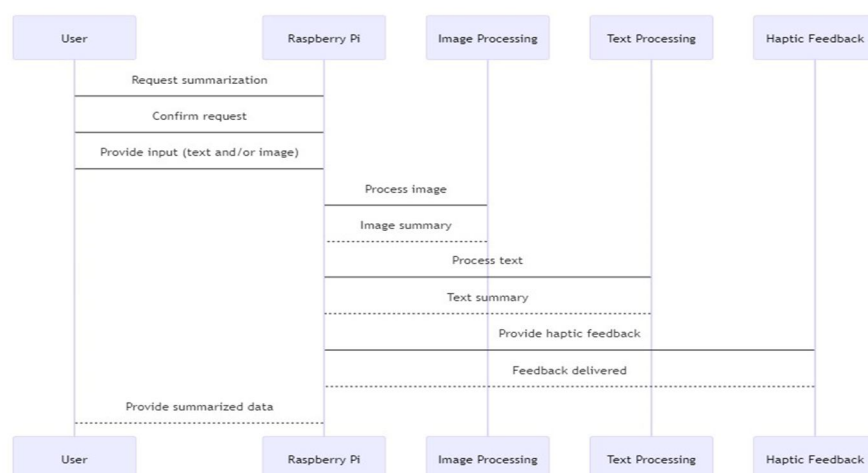 User Raspberry Pi Image Processing Text Processing Haptic Feedback
Request summarization
Confirm request
Provide input (text and/or image)
Process image
Image summary
Process text
Text summary
Provide haptic feedback
Feedback delivered
Provide summarized data
User Raspberry Pi Image Processing Text Processing Haptic Feedback